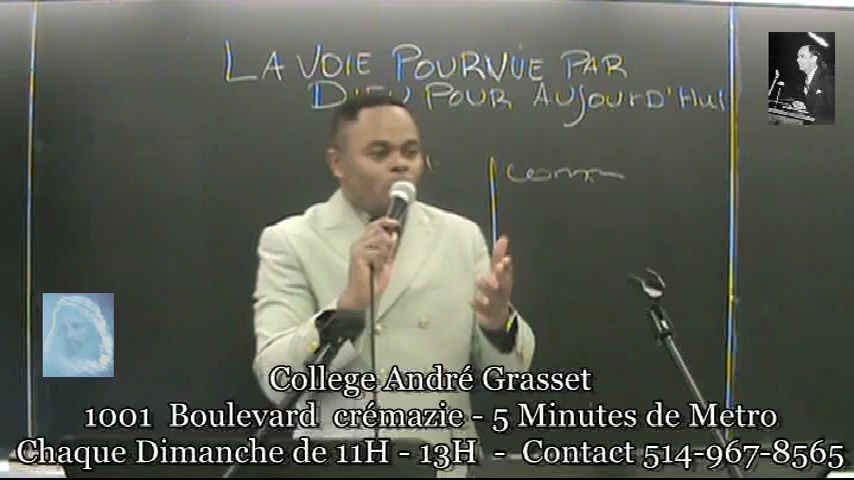 LA VOIE POURVUE PAR
DIEU POUR AUJOURD'HUI
College André Grasset
1001 Boulevard crémazie - 5 Minutes de Metro
Chaque Dimanche de 11H - 13H - Contact 514-967-8565